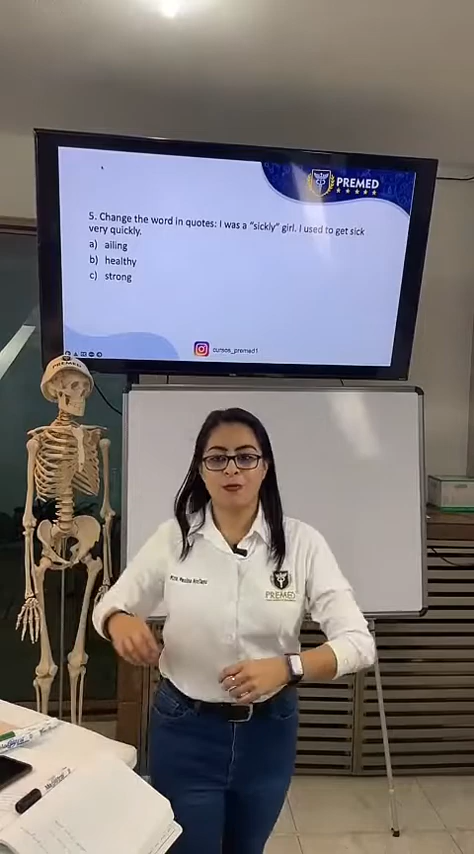 PREMED
5. Change the word in quotes: I was a "sickly" girl. I used to get sick
very quickly.
a) ailing
b) healthy
c) strong
cursos_premed1
PREMED
PREMED